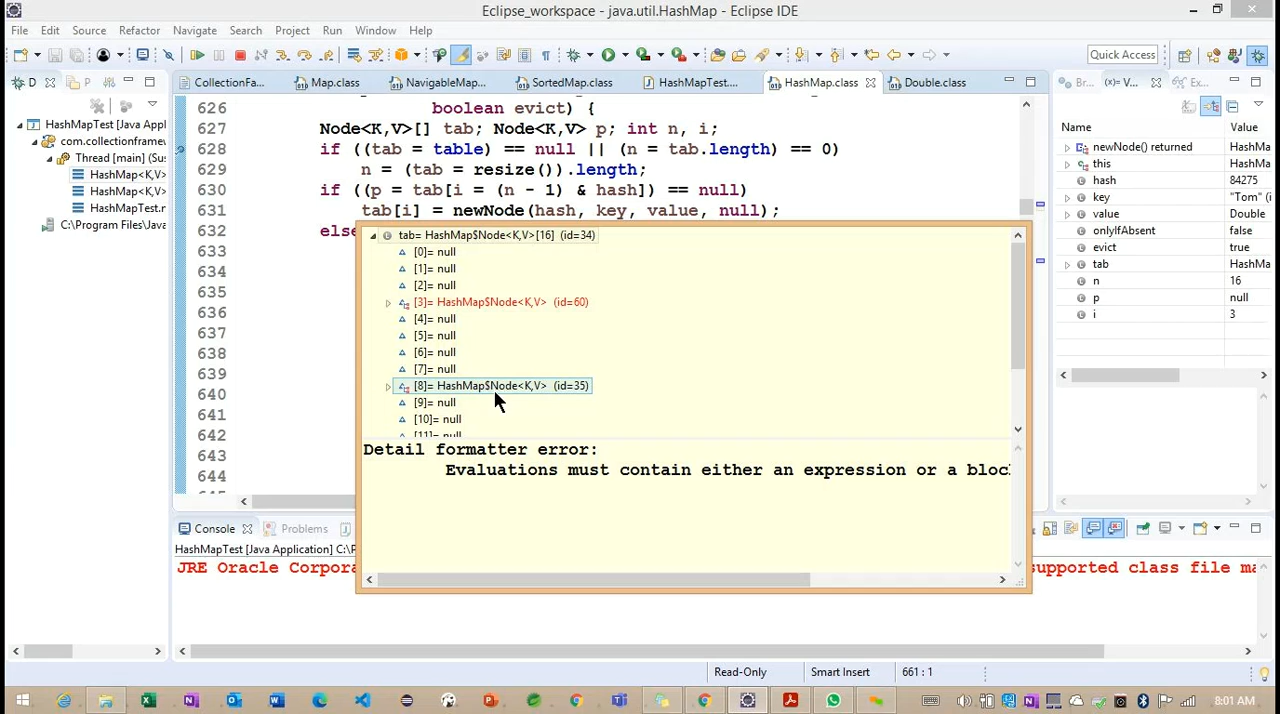 Eclipse_workspace - java.util.HashMap - Eclipse IDE
File Edit Source Refactor Navigate Search Project Run Window Help
Quick Access
D
CollectionFa...
Map.class
NavigableMap...
SortedMap.class
HashMapTest....
HashMap.class
Double.class
Br...
(x)= V...
Ex...
HashMapTest [Java Appl
com.collectionframew
Thread [main] (Sus
HashMap<K,V>
HashMap<K,V>
HashMapTest.r
C:\Program Files\Java
626 boolean evict) {
627 Node<K,V>[] tab; Node<K,V> p; int n, i;
628 if ((tab = table) == null || (n = tab.length) == 0)
629 n = (tab = resize()).length;
630 if ((p = tab[i = (n - 1) & hash]) == null)
631 tab[i] = newNode(hash, key, value, null);
632 else
633
634
635
636
637
638
639
640
641
642
643
644
tab= HashMap$Node<K,V>[16] (id=34)
[0]= null
[1]= null
[2]= null
[3]= HashMap$Node<K,V> (id=60)
[4]= null
[5]= null
[6]= null
[7]= null
[8]= HashMap$Node<K,V> (id=35)
[9]= null
[10]= null
[11]= null
Detail formatter error:
Evaluations must contain either an expression or a bloc
Name Value
newNode() returned HashMa
this HashMa
hash 84275
key "Tom" (i
value Double
onlyIfAbsent false
evict true
tab HashMa
n 16
p null
i 3
Console
Problems
HashMapTest [Java Application] C:\P
JRE Oracle Corpora
supported class file ma
Read-Only Smart Insert 661 : 1
8:01 AM